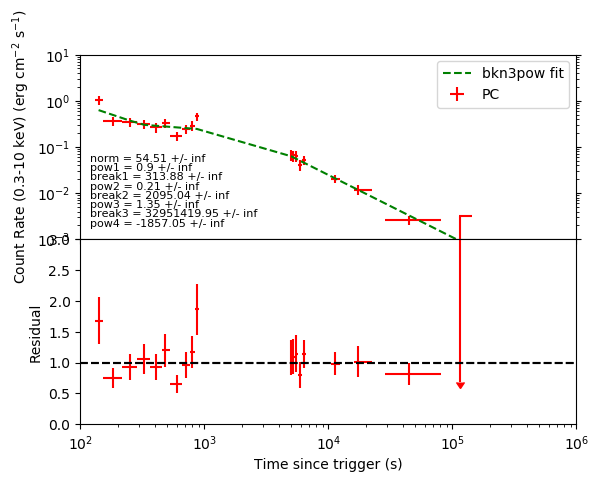 Count Rate (0.3-10 keV) (erg cm⁻² s⁻¹)
10¹
10⁰
10⁻¹
10⁻²
10⁻³
bkn3pow fit
PC
norm = 54.51 +/- inf
pow1 = 0.9 +/- inf
break1 = 313.88 +/- inf
pow2 = 0.21 +/- inf
break2 = 2095.04 +/- inf
pow3 = 1.35 +/- inf
break3 = 32951419.95 +/- inf
pow4 = -1857.05 +/- inf
Residual
3.0
2.5
2.0
1.5
1.0
0.5
0.0
10² 10³ 10⁴ 10⁵ 10⁶
Time since trigger (s)